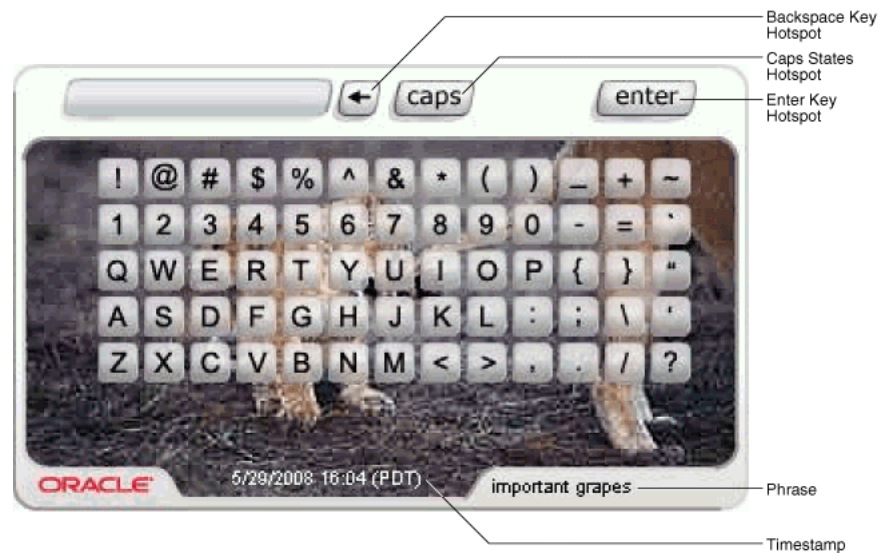 Backspace Key
Hotspot
Caps States
Hotspot
caps
enter
Enter Key
Hotspot
! @ # $ % ^ & * ( ) _ + ~
1 2 3 4 5 6 7 8 9 0 - = `
Q W E R T Y U I O P { } "
A S D F G H J K L : ; \ '
Z X C V B N M < > , . / ?
ORACLE
5/29/2008 16:04 (PDT)
important grapes
Phrase
Timestamp